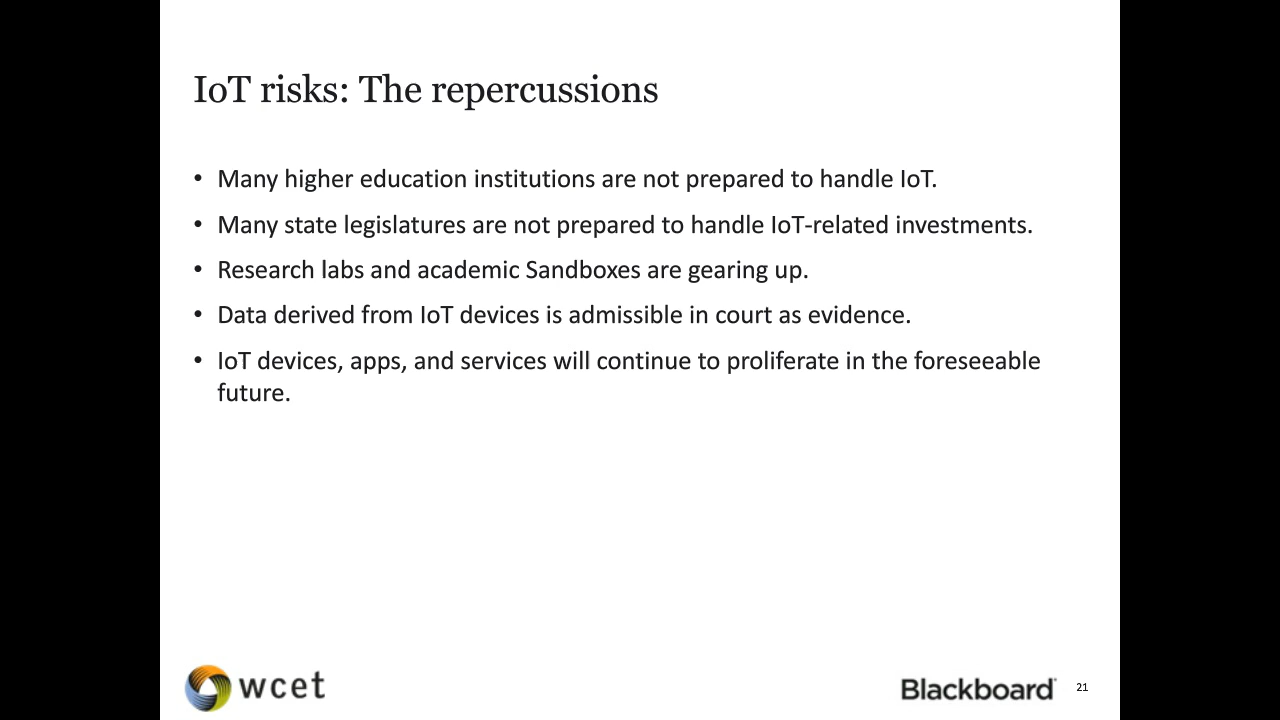 IoT risks: The repercussions
• Many higher education institutions are not prepared to handle IoT.
• Many state legislatures are not prepared to handle IoT-related investments.
• Research labs and academic Sandboxes are gearing up.
• Data derived from IoT devices is admissible in court as evidence.
• IoT devices, apps, and services will continue to proliferate in the foreseeable
future.
wcet
Blackboard
21